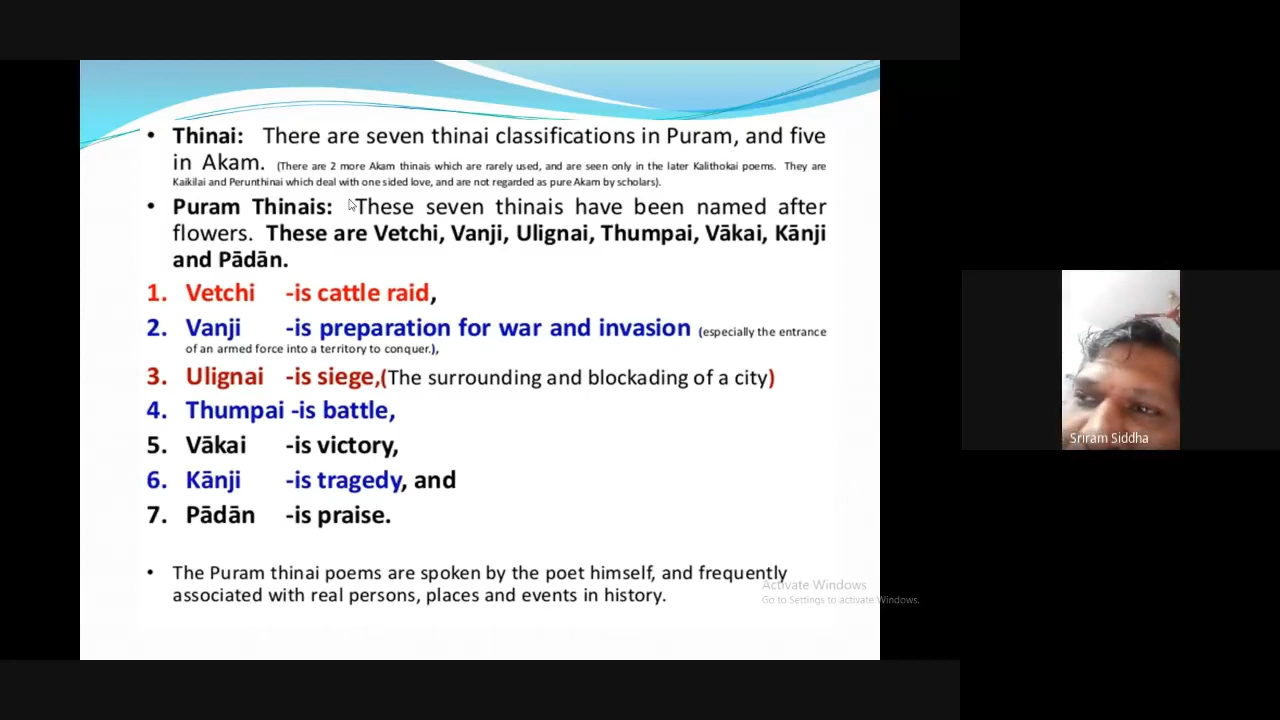 • Thinai: There are seven thinai classifications in Puram, and five
in Akam. (There are 2 more Akam thinais which are rarely used, and are seen only in the later Kalithokai poems. They are
Kaikilai and Perunthinai which deal with one sided love, and are not regarded as pure Akam by scholars).
• Puram Thinais: These seven thinais have been named after
flowers. These are Vetchi, Vanji, Ulignai, Thumpai, Vākai, Kānji
and Pādān.
1. Vetchi -is cattle raid,
2. Vanji -is preparation for war and invasion (especially the entrance
of an armed force into a territory to conquer.),
3. Ulignai -is siege,(The surrounding and blockading of a city)
4. Thumpai -is battle,
5. Vākai -is victory,
6. Kānji -is tragedy, and
7. Pādān -is praise.
• The Puram thinai poems are spoken by the poet himself, and frequently
associated with real persons, places and events in history.
Activate Windows
Go to Settings to activate Windows.
Sriram Siddha